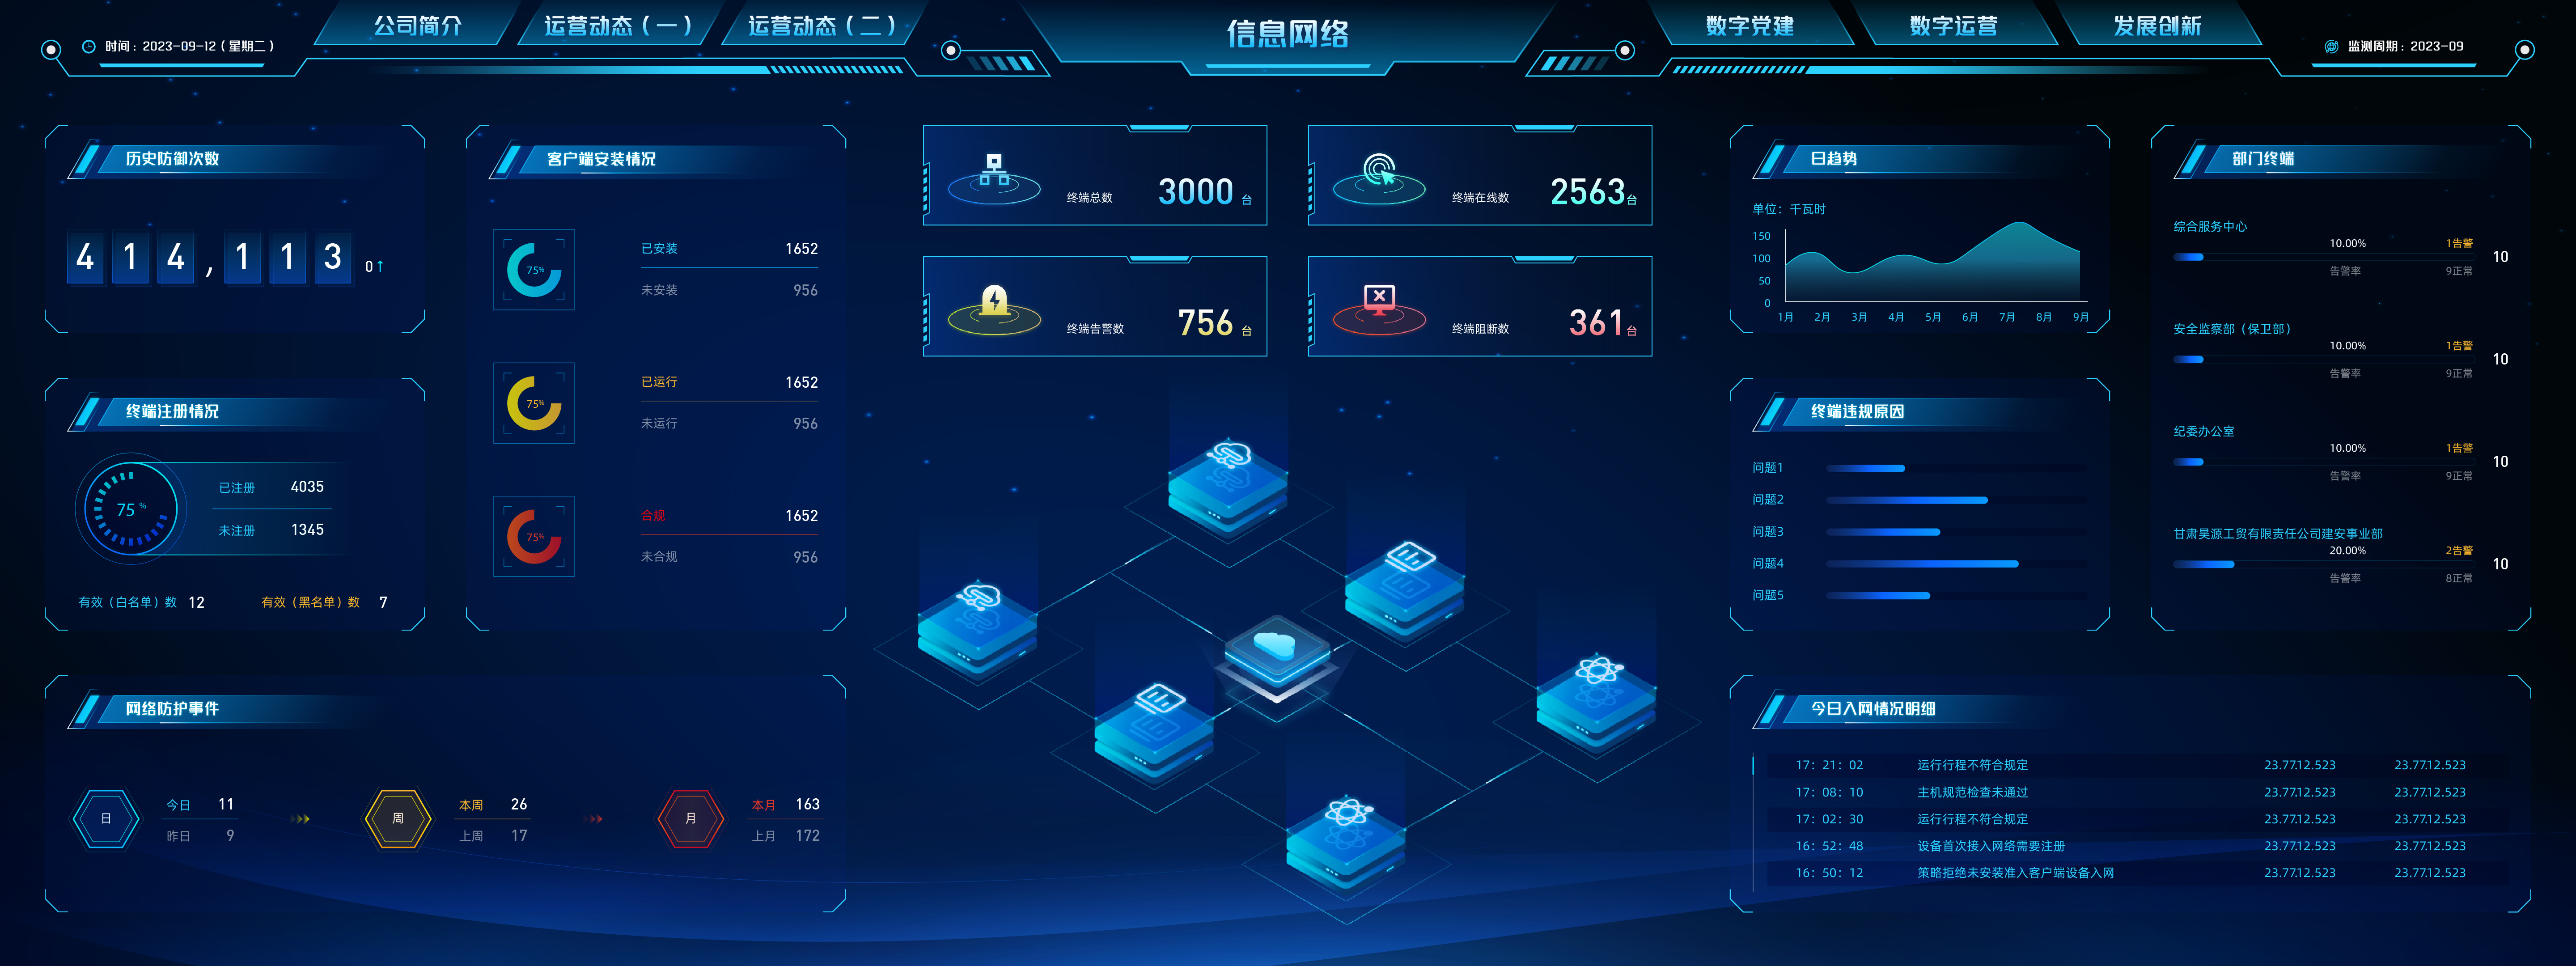 公司简介
运营动态（一）
运营动态（二）
信息网络
数字党建
数字运营
发展创新
时间：2023-09-12（星期二）
监测周期：2023-09
历史防御次数
414,113
0↑
终端注册情况
75%
已注册 4035
未注册 1345
有效（白名单）数 12
有效（黑名单）数 7
客户端安装情况
75%
已安装 1652
未安装 956
75%
已运行 1652
未运行 956
75%
合规 1652
未合规 956
网络防护事件
日
今日 11
昨日 9
周
本周 26
上周 17
月
本月 163
上月 172
终端总数 3000 台
终端在线数 2563 台
终端告警数 756 台
终端阻断数 361 台
日趋势
单位：千瓦时
150
100
50
0
1月 2月 3月 4月 5月 6月 7月 8月 9月
终端违规原因
问题1
问题2
问题3
问题4
问题5
部门终端
综合服务中心
10.00% 1告警
10
告警率 9正常
安全监察部（保卫部）
10.00% 1告警
10
告警率 9正常
纪委办公室
10.00% 1告警
10
告警率 9正常
甘肃昊源工贸有限责任公司建安事业部
20.00% 2告警
10
告警率 8正常
今日入网情况明细
17：21：02 运行行程不符合规定 23.77.12.523 23.77.12.523
17：08：10 主机规范检查未通过 23.77.12.523 23.77.12.523
17：02：30 运行行程不符合规定 23.77.12.523 23.77.12.523
16：52：48 设备首次接入网络需要注册 23.77.12.523 23.77.12.523
16：50：12 策略拒绝未安装准入客户端设备入网 23.77.12.523 23.77.12.523